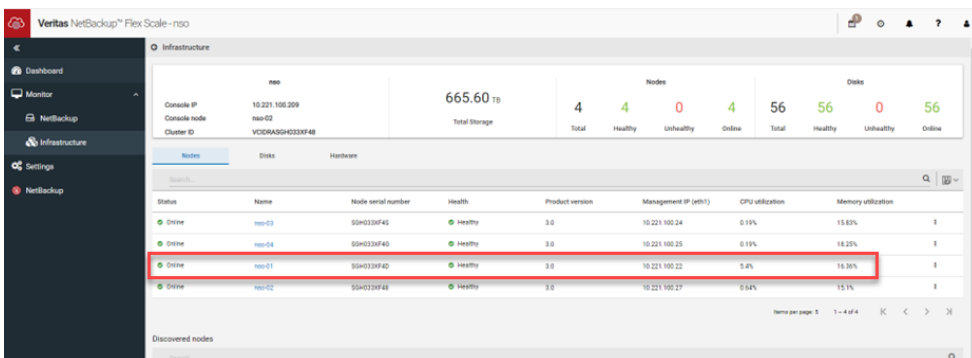 Veritas NetBackup™ Flex Scale - nso
?
Infrastructure
Dashboard
Monitor
NetBackup
Infrastructure
Settings
NetBackup
nso
Console IP 10.221.100.209
Console node nso-02
Cluster ID VCIDRASGH033XF48
665.60 TB
Total Storage
Nodes
4 4 0 4
Total Healthy Unhealthy Online
Disks
56 56 0 56
Total Healthy Unhealthy Online
Nodes Disks Hardware
Search...
Status Name Node serial number Health Product version Management IP (eth1) CPU utilization Memory utilization
Online nso-03 SGH033XF4S Healthy 3.0 10.221.100.24 0.19% 15.83%
Online nso-04 SGH033XF4G Healthy 3.0 10.221.100.25 0.19% 18.25%
Online nso-01 SGH033XF4D Healthy 3.0 10.221.100.22 5.4% 16.36%
Online nso-02 SGH033XF48 Healthy 3.0 10.221.100.27 0.64% 15.1%
Items per page: 5 1 – 4 of 4
Discovered nodes
Search...